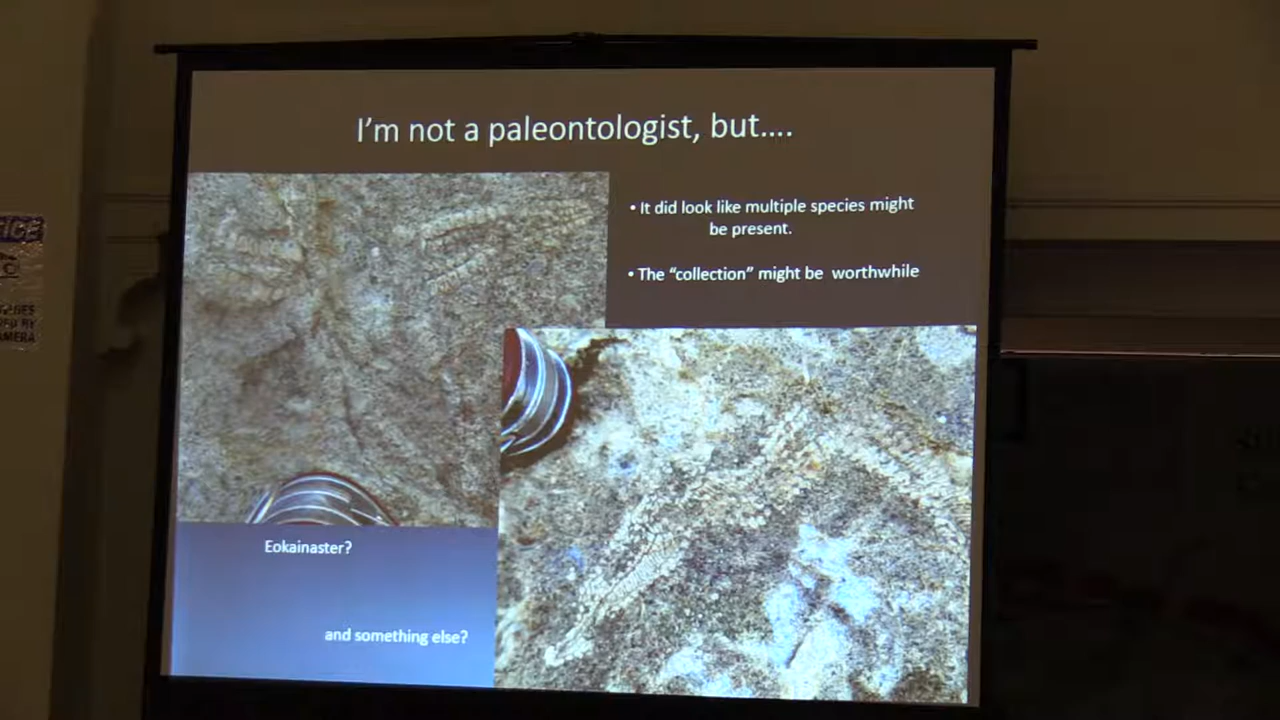 I'm not a paleontologist, but....
• It did look like multiple species might
be present.
• The “collection” might be worthwhile
Eokainaster?
and something else?